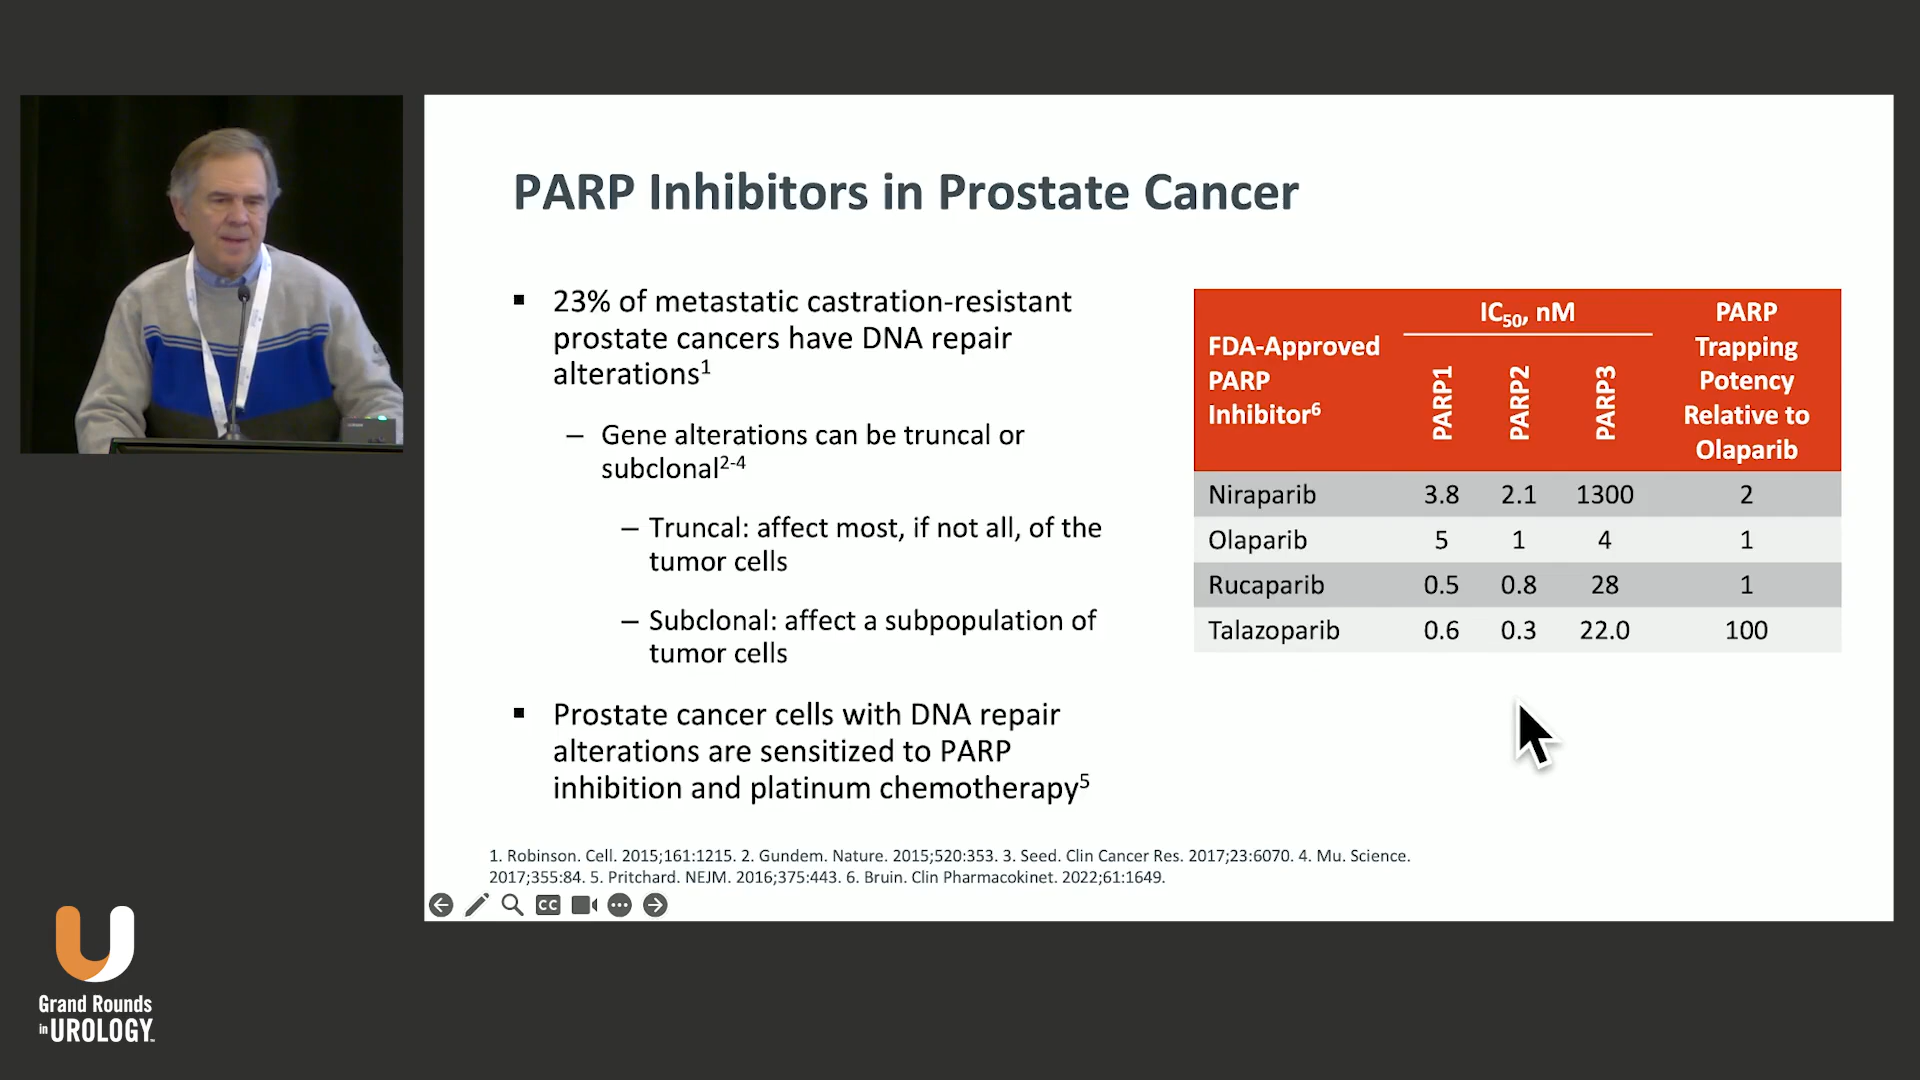 PARP Inhibitors in Prostate Cancer
▪ 23% of metastatic castration-resistant
prostate cancers have DNA repair
alterations¹
– Gene alterations can be truncal or
subclonal²⁻⁴
– Truncal: affect most, if not all, of the
tumor cells
– Subclonal: affect a subpopulation of
tumor cells
▪ Prostate cancer cells with DNA repair
alterations are sensitized to PARP
inhibition and platinum chemotherapy⁵
FDA-Approved
PARP
Inhibitor⁶
IC₅₀, nM
PARP1
PARP2
PARP3
PARP
Trapping
Potency
Relative to
Olaparib
Niraparib 3.8 2.1 1300 2
Olaparib 5 1 4 1
Rucaparib 0.5 0.8 28 1
Talazoparib 0.6 0.3 22.0 100
1. Robinson. Cell. 2015;161:1215. 2. Gundem. Nature. 2015;520:353. 3. Seed. Clin Cancer Res. 2017;23:6070. 4. Mu. Science.
2017;355:84. 5. Pritchard. NEJM. 2016;375:443. 6. Bruin. Clin Pharmacokinet. 2022;61:1649.
CC
Grand Rounds
in UROLOGY™